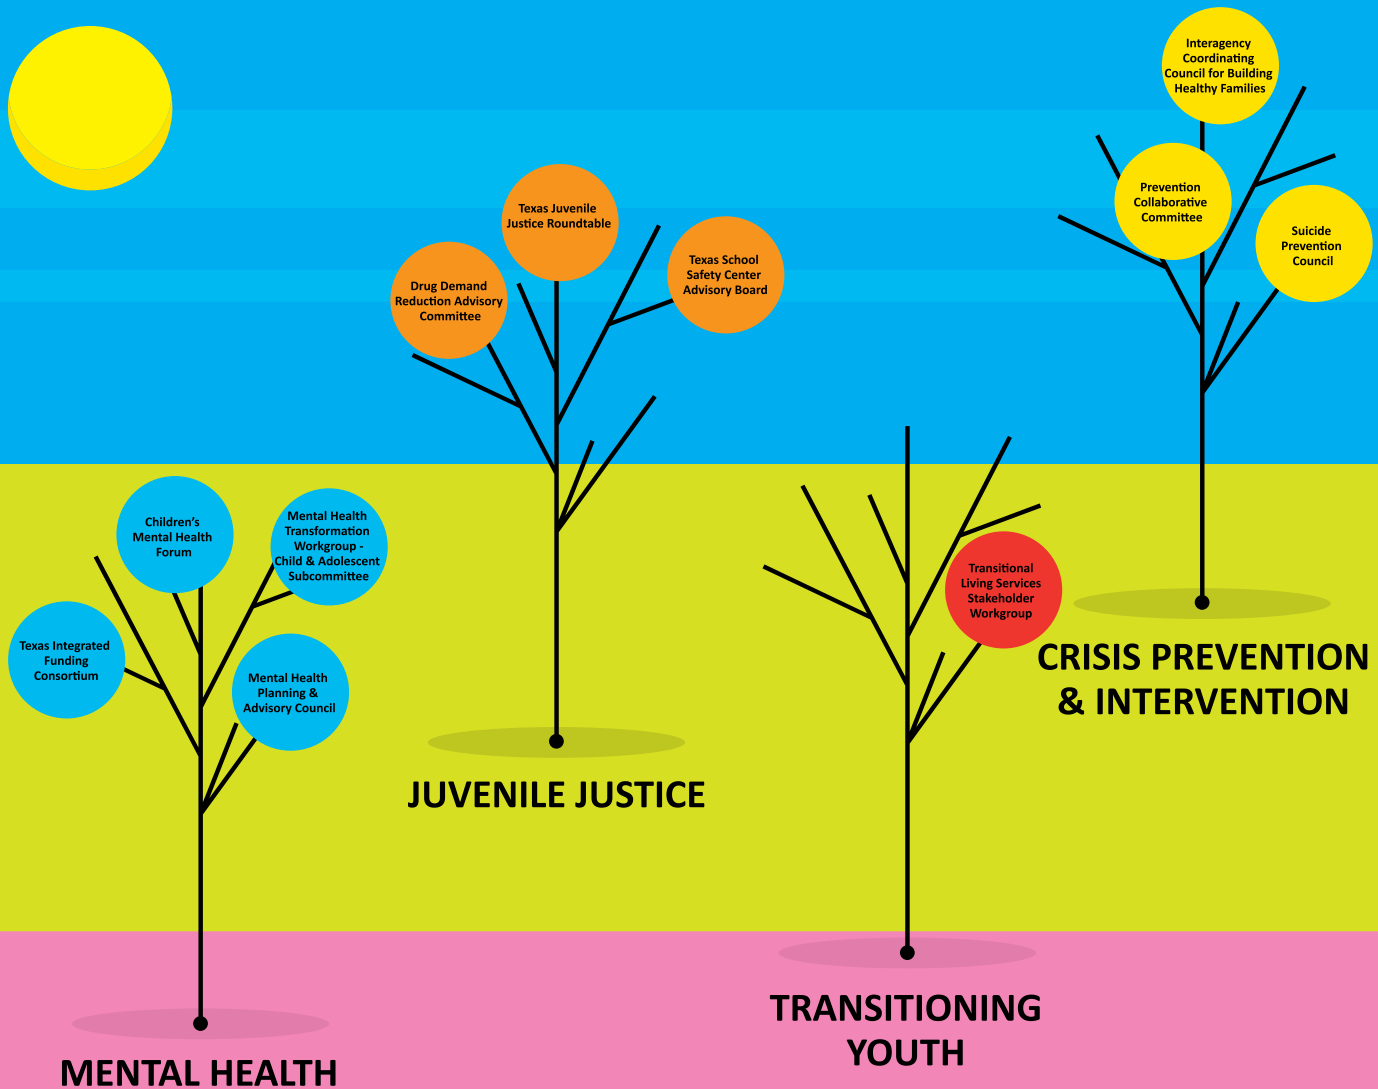 Interagency
Coordinating
Council for Building
Healthy Families
Prevention
Collaborative
Committee
Suicide
Prevention
Council
Texas Juvenile
Justice Roundtable
Drug Demand
Reduction Advisory
Committee
Texas School
Safety Center
Advisory Board
Children’s
Mental Health
Forum
Mental Health
Transformation
Workgroup -
Child & Adolescent
Subcommittee
Texas Integrated
Funding
Consortium
Mental Health
Planning &
Advisory Council
Transitional
Living Services
Stakeholder
Workgroup
CRISIS PREVENTION
& INTERVENTION
JUVENILE JUSTICE
TRANSITIONING
YOUTH
MENTAL HEALTH